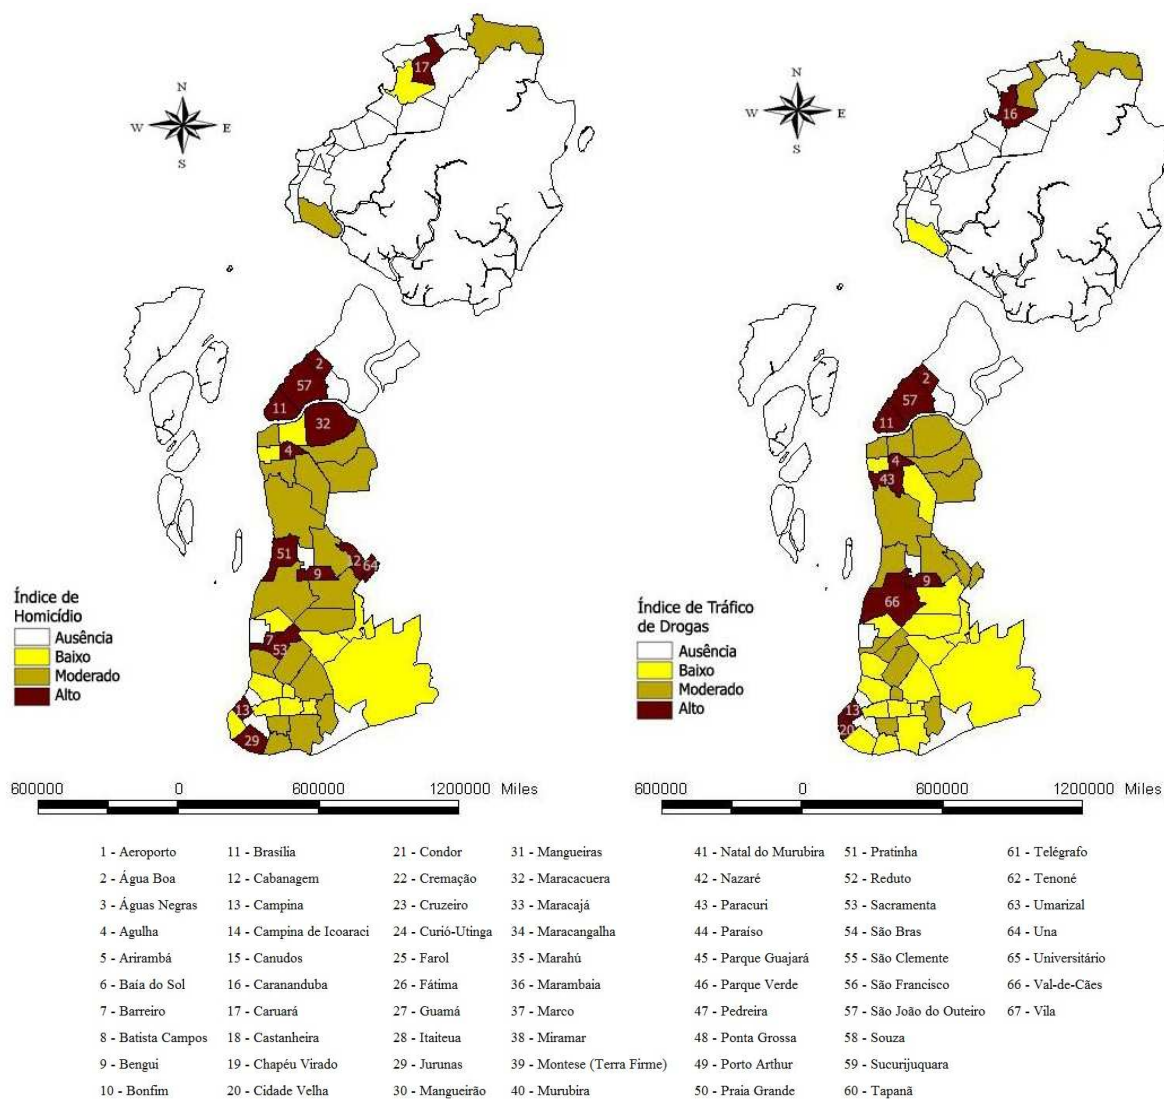 17
16
N
W E
S
N
W E
S
2
57
11
32
4
51
9
12
64
7
53
13
29
2
57
11
4
43
9
66
13
20
Índice de
Homicídio
Ausência
Baixo
Moderado
Alto
Índice de Tráfico
de Drogas
Ausência
Baixo
Moderado
Alto
600000 0 600000 1200000 Miles
600000 0 600000 1200000 Miles
1 - Aeroporto
2 - Água Boa
3 - Águas Negras
4 - Agulha
5 - Arirambá
6 - Baía do Sol
7 - Barreiro
8 - Batista Campos
9 - Bengui
10 - Bonfim
11 - Brasília
12 - Cabanagem
13 - Campina
14 - Campina de Icoaraci
15 - Canudos
16 - Carananduba
17 - Caruará
18 - Castanheira
19 - Chapéu Virado
20 - Cidade Velha
21 - Condor
22 - Cremação
23 - Cruzeiro
24 - Curió-Utinga
25 - Farol
26 - Fátima
27 - Guamá
28 - Itaiteua
29 - Jurunas
30 - Mangueirão
31 - Mangueiras
32 - Maracacuera
33 - Maracajá
34 - Maracangalha
35 - Marahú
36 - Marambaia
37 - Marco
38 - Miramar
39 - Montese (Terra Firme)
40 - Murubira
41 - Natal do Murubira
42 - Nazaré
43 - Paracuri
44 - Paraíso
45 - Parque Guajará
46 - Parque Verde
47 - Pedreira
48 - Ponta Grossa
49 - Porto Arthur
50 - Praia Grande
51 - Pratinha
52 - Reduto
53 - Sacramenta
54 - São Bras
55 - São Clemente
56 - São Francisco
57 - São João do Outeiro
58 - Souza
59 - Sucurijuquara
60 - Tapanã
61 - Telégrafo
62 - Tenoné
63 - Umarizal
64 - Una
65 - Universitário
66 - Val-de-Cães
67 - Vila